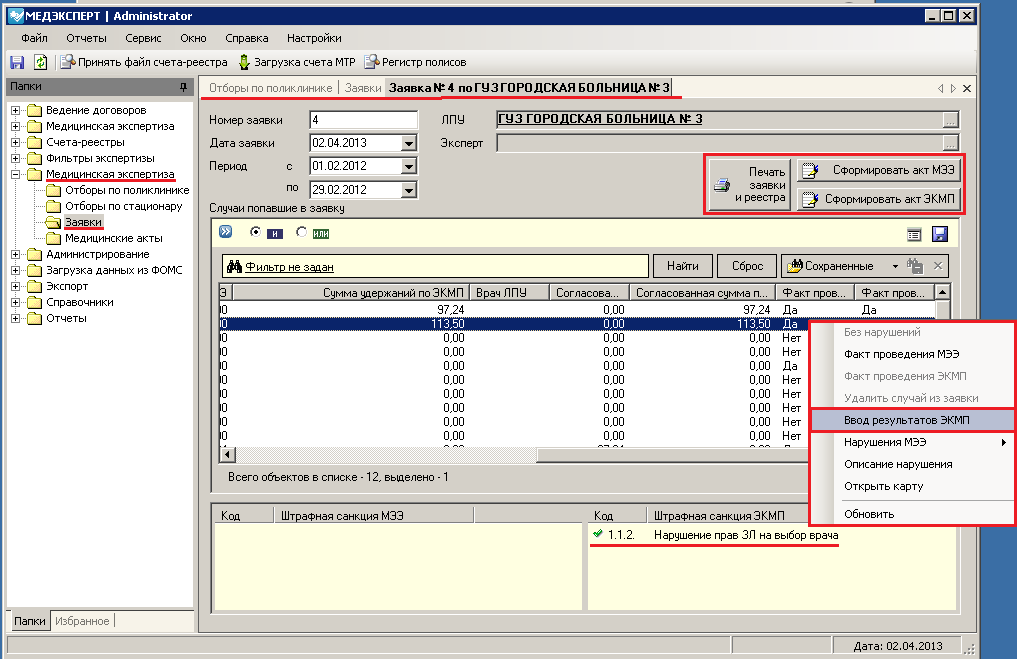 МЕДЭКСПЕРТ | Administrator
Файл Отчеты Сервис Окно Справка Настройки
Принять файл счета-реестра Загрузка счета МТР Регистр полисов
Папки
Ведение договоров
Медицинская экспертиза
Счета-реестры
Фильтры экспертизы
Медицинская экспертиза
Отборы по поликлинике
Отборы по стационару
Заявки
Медицинские акты
Администрирование
Загрузка данных из ФОМС
Экспорт
Справочники
Отчеты
Папки Избранное
Отборы по поликлинике Заявки Заявка № 4 по ГУЗ ГОРОДСКАЯ БОЛЬНИЦА № 3
Номер заявки 4 ЛПУ ГУЗ ГОРОДСКАЯ БОЛЬНИЦА № 3 ...
Дата заявки 02.04.2013 Эксперт ...
Период с 01.02.2012
по 29.02.2012
Печать заявки и реестра
Сформировать акт МЭЭ
Сформировать акт ЭКМП
Случаи попавшие в заявку
и или
Фильтр не задан Найти Сброс Сохраненные
Э Сумма удержаний по ЭКМП Врач ЛПУ Согласова... Согласованная сумма п... Факт пров... Факт пров...
00 97,24 0,00 97,24 Да Да
00 113,50 0,00 113,50 Да
00 0,00 0,00 0,00 Нет
00 0,00 0,00 0,00 Нет
00 0,00 0,00 0,00 Да
00 0,00 0,00 0,00 Нет
00 0,00 0,00 0,00 Нет
00 0,00 0,00 0,00 Нет
00 0,00 0,00 0,00 Нет
00 0,00 0,00 0,00 Нет
Без нарушений
Факт проведения МЭЭ
Факт проведения ЭКМП
Удалить случай из заявки
Ввод результатов ЭКМП
Нарушения МЭЭ
Описание нарушения
Открыть карту
Обновить
Всего объектов в списке - 12, выделено - 1
Код Штрафная санкция МЭЭ
Код Штрафная санкция ЭКМП
1.1.2. Нарушение прав ЗЛ на выбор врача
Дата: 02.04.2013